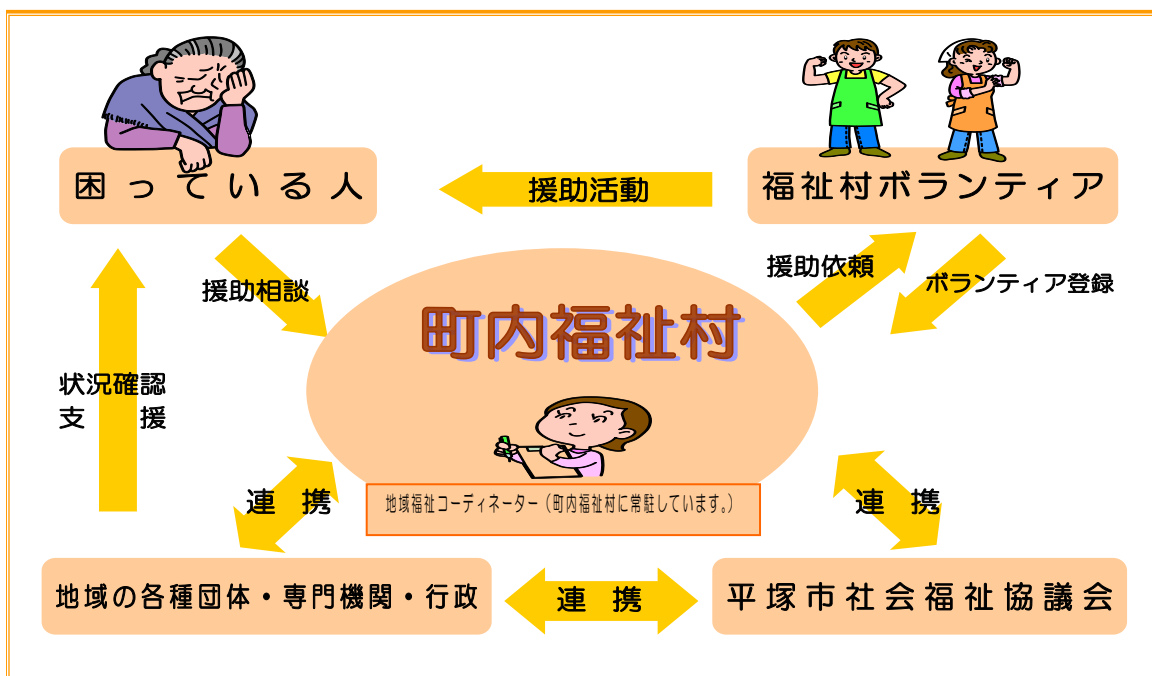 困っている人
援助活動
福祉村ボランティア
援助相談
援助依頼
ボランティア登録
町内福祉村
状況確認
支援
地域福祉コーディネーター（町内福祉村に常駐しています。）
連携
連携
地域の各種団体・専門機関・行政
連携
平塚市社会福祉協議会